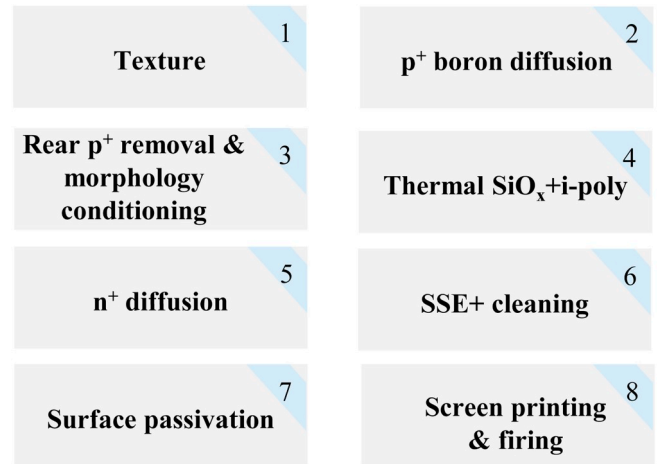 1
Texture
2
p⁺ boron diffusion
3
Rear p⁺ removal &
morphology
conditioning
4
Thermal SiOₓ+i-poly
5
n⁺ diffusion
6
SSE+ cleaning
7
Surface passivation
8
Screen printing
& firing